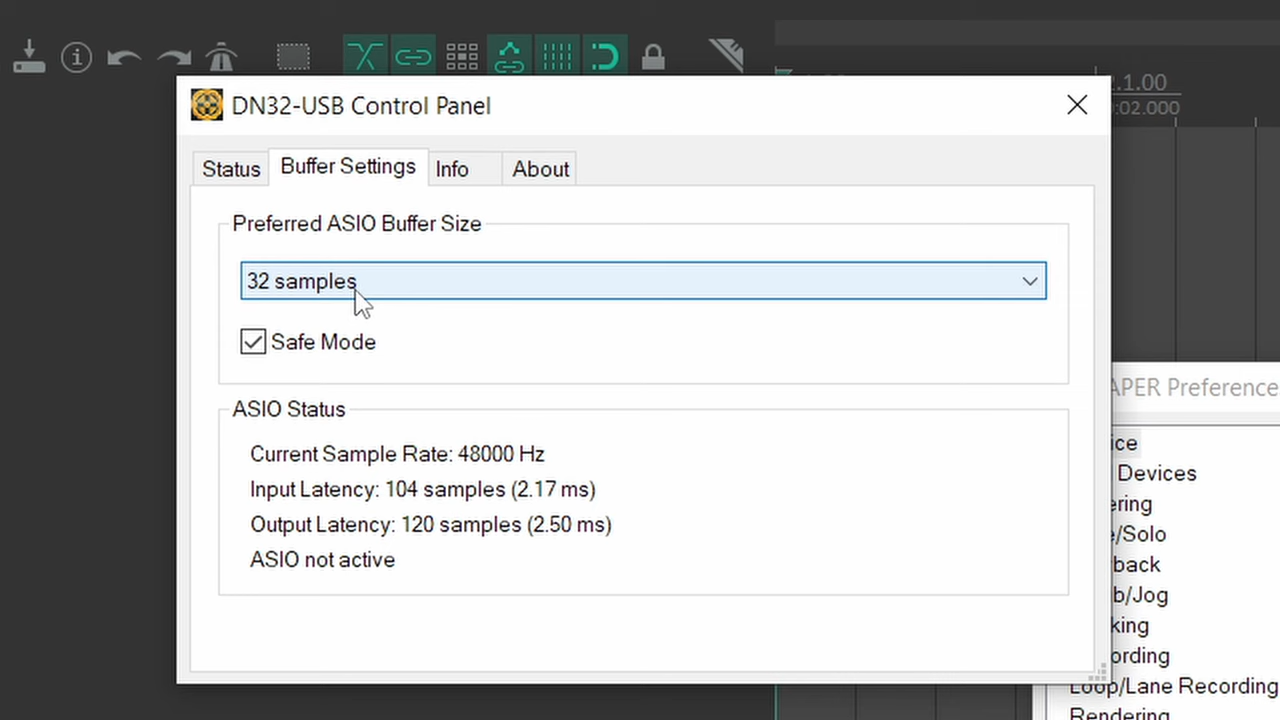 DN32-USB Control Panel
.1.00
:02.000
Status
Buffer Settings
Info
About
Preferred ASIO Buffer Size
32 samples
Safe Mode
ASIO Status
Current Sample Rate: 48000 Hz
Input Latency: 104 samples (2.17 ms)
Output Latency: 120 samples (2.50 ms)
ASIO not active
APER Preference
ice
Devices
ering
e/Solo
back
b/Jog
king
ording
Loop/Lane Recording
Rendering